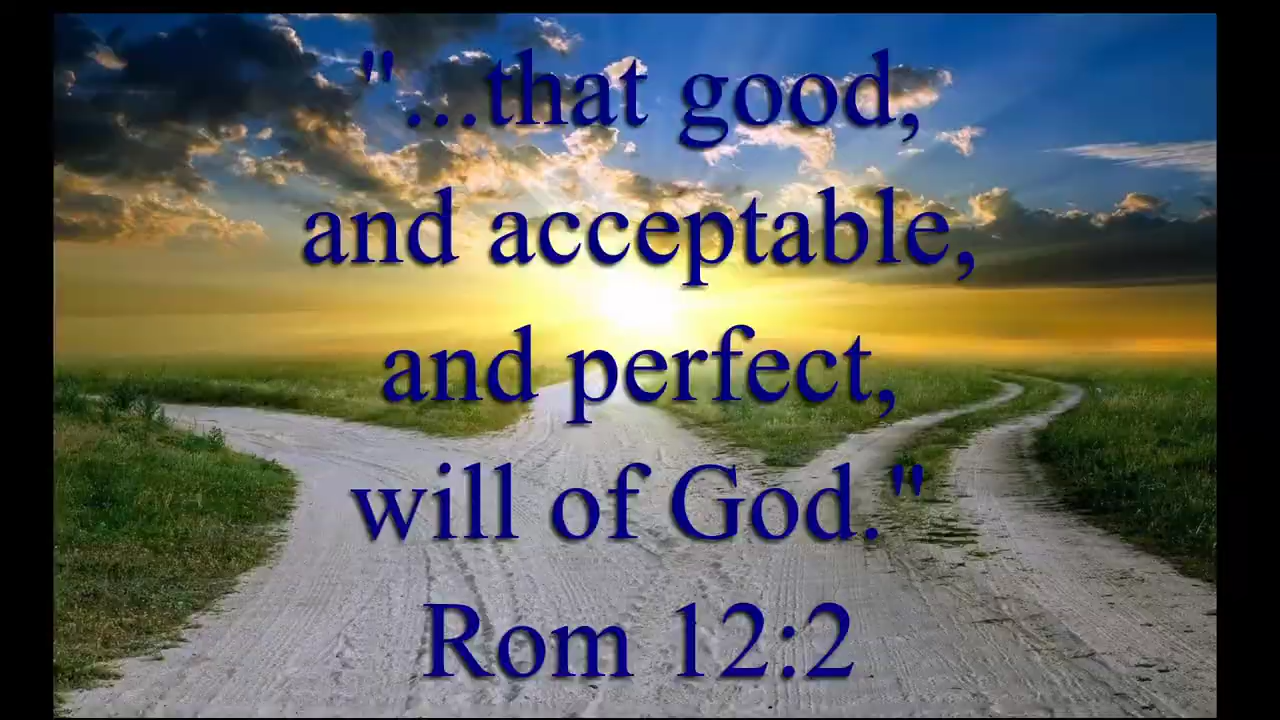 "...that good,
and acceptable,
and perfect,
will of God."
Rom 12:2